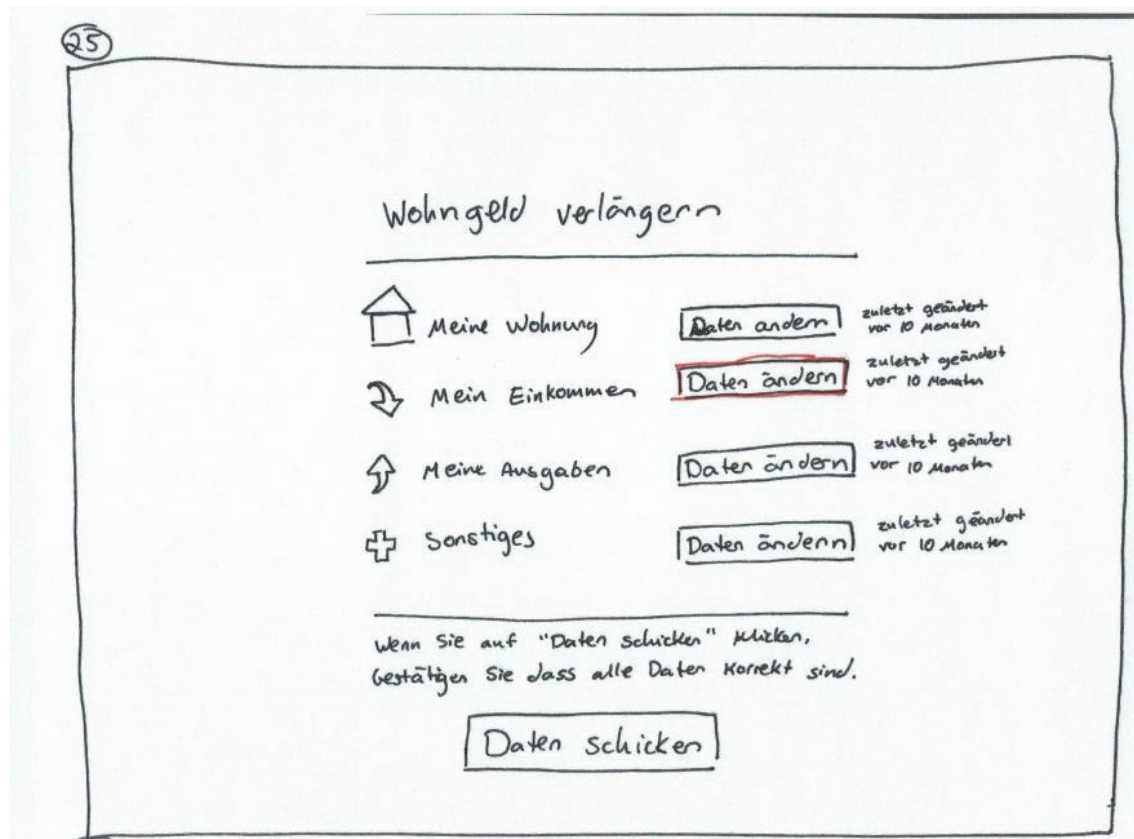 25
Wohngeld verlängern
Meine Wohnung
Daten andern
zuletzt geändert
vor 10 Monaten
Mein Einkommen
Daten ändern
zuletzt geändert
vor 10 Monaten
Meine Ausgaben
Daten ändern
zuletzt geändert
vor 10 Monaten
Sonstiges
Daten ändern
zuletzt geändert
vor 10 Monaten
Wenn Sie auf "Daten schicken" klicken,
bestätigen Sie dass alle Daten korrekt sind.
Daten schicken